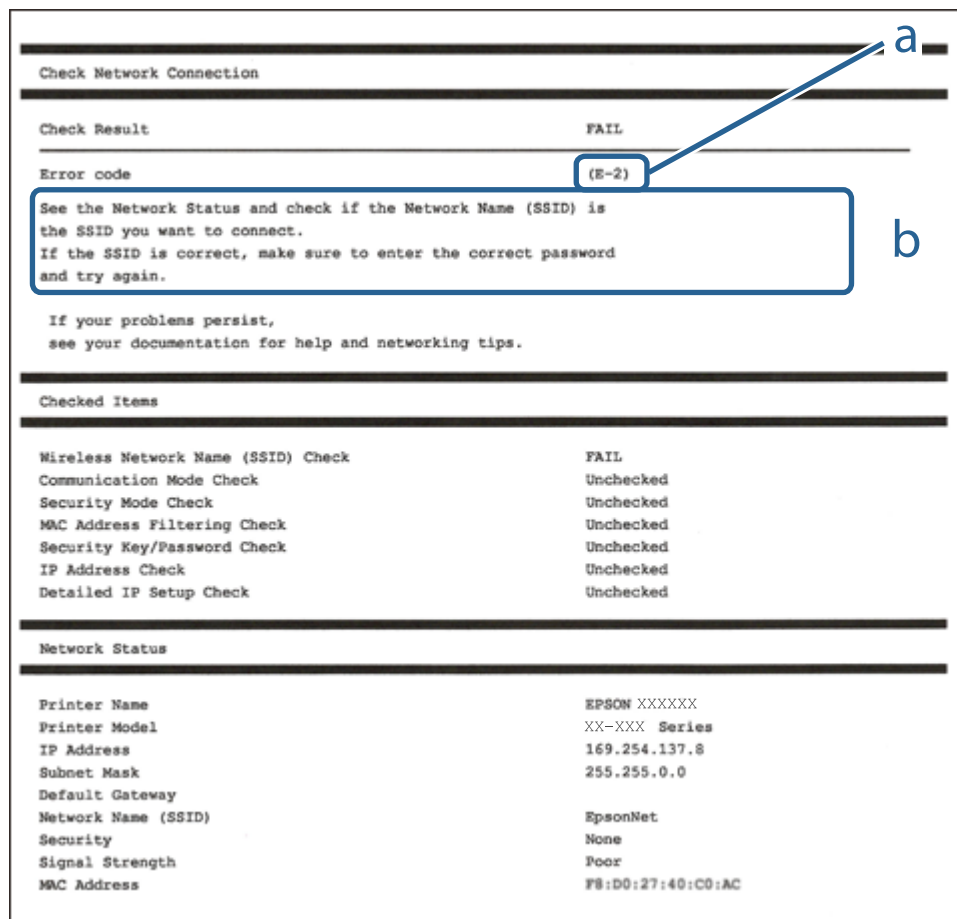 a
Check Network Connection
Check Result FAIL
Error code (E-2)
See the Network Status and check if the Network Name (SSID) is
the SSID you want to connect.
If the SSID is correct, make sure to enter the correct password
and try again.
b
If your problems persist,
see your documentation for help and networking tips.
Checked Items
Wireless Network Name (SSID) Check FAIL
Communication Mode Check Unchecked
Security Mode Check Unchecked
MAC Address Filtering Check Unchecked
Security Key/Password Check Unchecked
IP Address Check Unchecked
Detailed IP Setup Check Unchecked
Network Status
Printer Name EPSON XXXXXX
Printer Model XX-XXX Series
IP Address 169.254.137.8
Subnet Mask 255.255.0.0
Default Gateway
Network Name (SSID) EpsonNet
Security None
Signal Strength Poor
MAC Address F8:D0:27:40:C0:AC